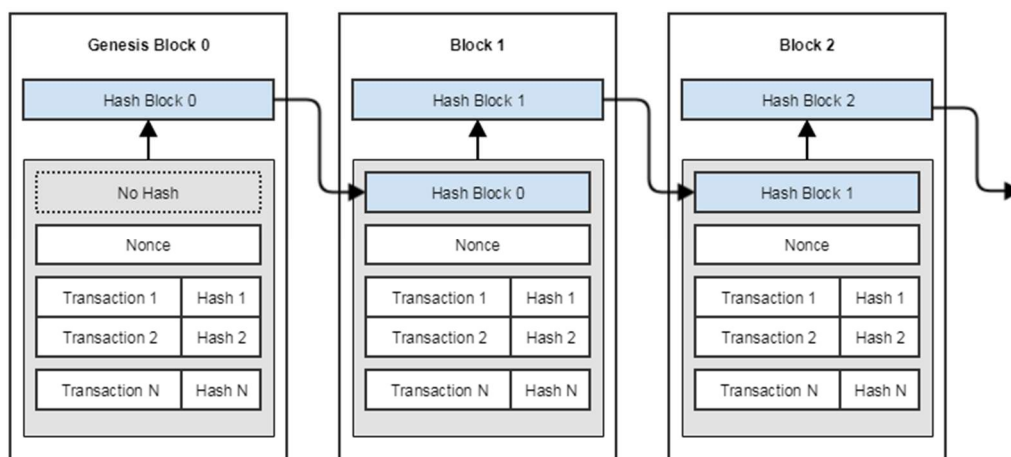 Genesis Block 0
Hash Block 0
No Hash
Nonce
Transaction 1 Hash 1
Transaction 2 Hash 2
Transaction N Hash N
Block 1
Hash Block 1
Hash Block 0
Nonce
Transaction 1 Hash 1
Transaction 2 Hash 2
Transaction N Hash N
Block 2
Hash Block 2
Hash Block 1
Nonce
Transaction 1 Hash 1
Transaction 2 Hash 2
Transaction N Hash N